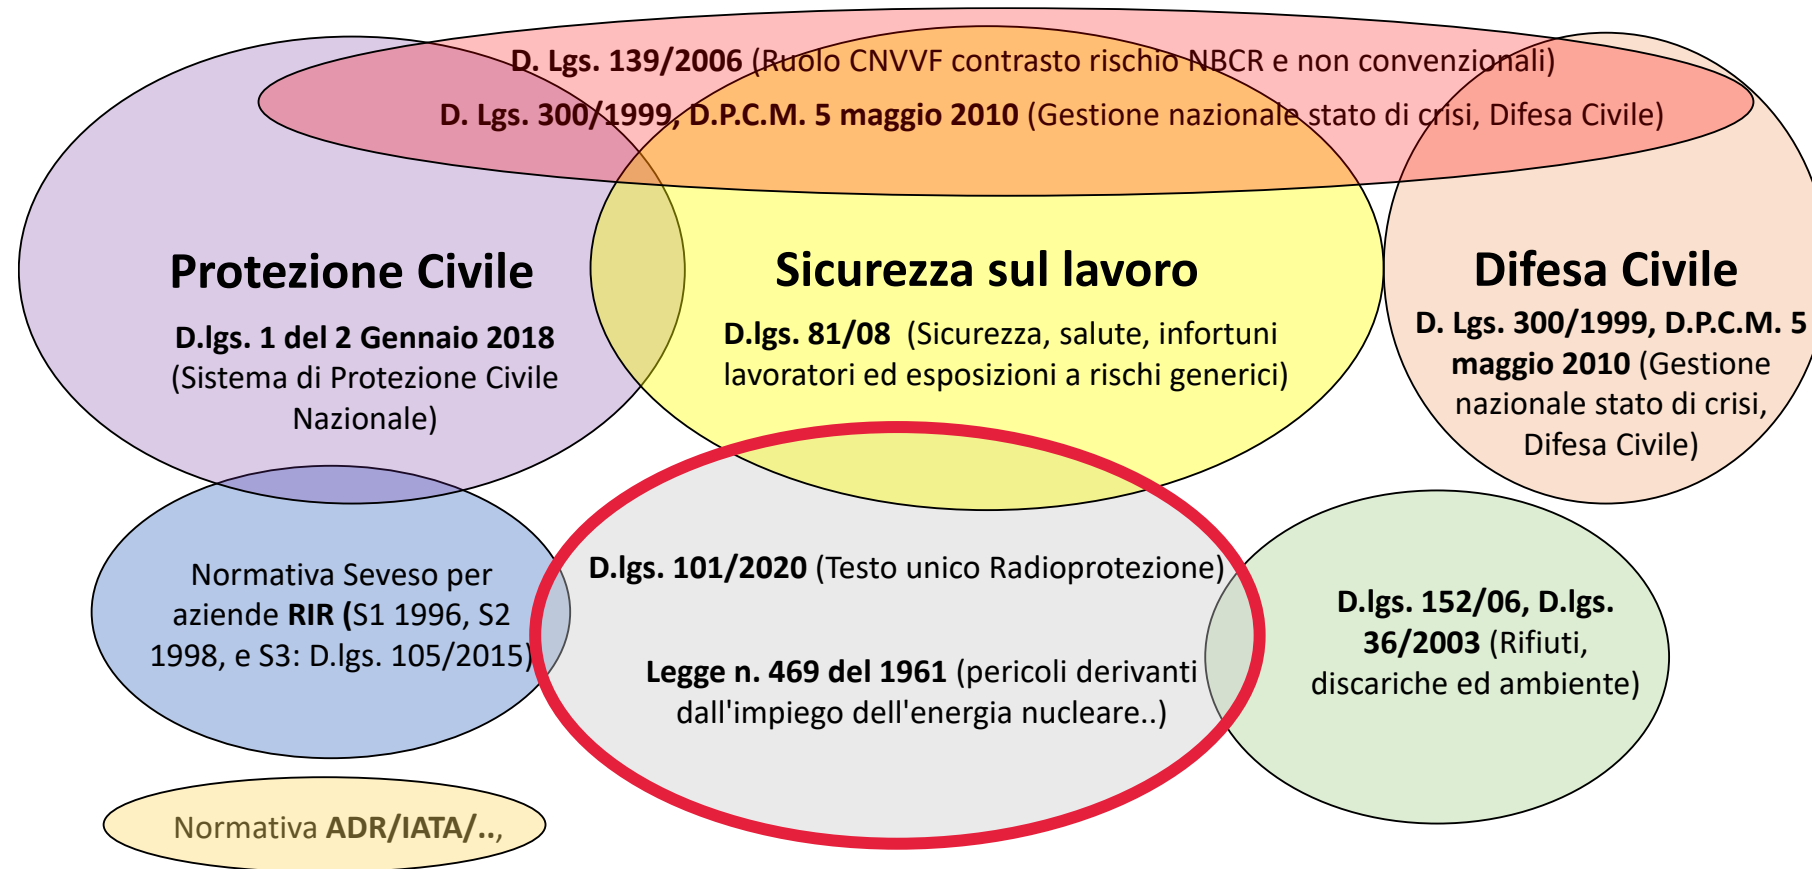 D. Lgs. 139/2006 (Ruolo CNVVF contrasto rischio NBCR e non convenzionali)
D. Lgs. 300/1999, D.P.C.M. 5 maggio 2010 (Gestione nazionale stato di crisi, Difesa Civile)
Protezione Civile
D.lgs. 1 del 2 Gennaio 2018
(Sistema di Protezione Civile
Nazionale)
Sicurezza sul lavoro
D.lgs. 81/08 (Sicurezza, salute, infortuni
lavoratori ed esposizioni a rischi generici)
Difesa Civile
D. Lgs. 300/1999, D.P.C.M. 5
maggio 2010 (Gestione
nazionale stato di crisi,
Difesa Civile)
Normativa Seveso per
aziende RIR (S1 1996, S2
1998, e S3: D.lgs. 105/2015)
D.lgs. 101/2020 (Testo unico Radioprotezione)
Legge n. 469 del 1961 (pericoli derivanti
dall'impiego dell'energia nucleare..)
D.lgs. 152/06, D.lgs.
36/2003 (Rifiuti,
discariche ed ambiente)
Normativa ADR/IATA/..,